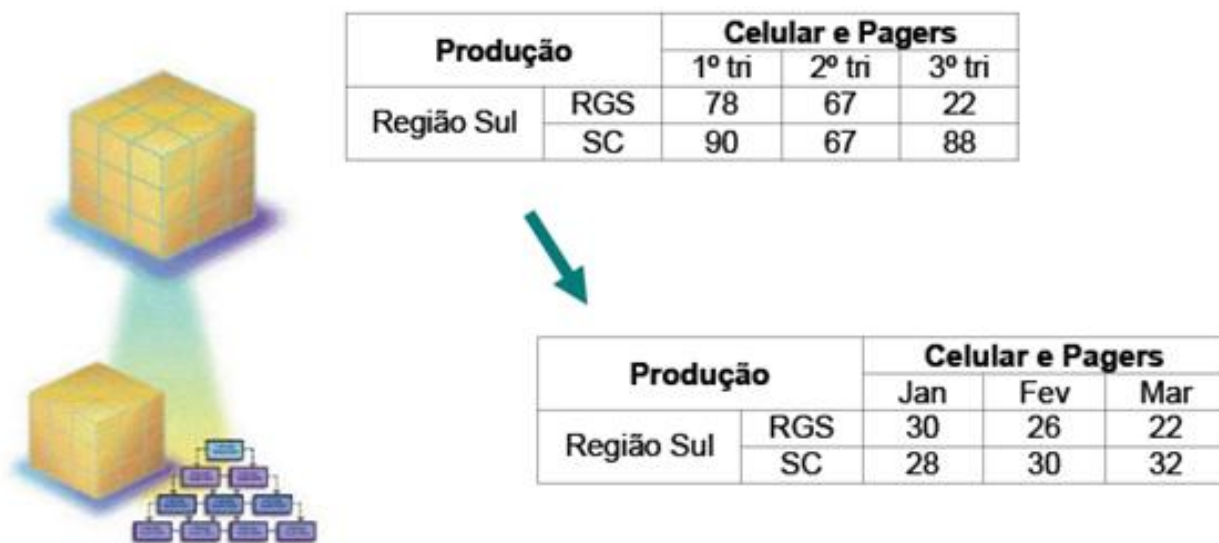 Produção Celular e Pagers
1º tri 2º tri 3º tri
Região Sul RGS 78 67 22
SC 90 67 88
Produção Celular e Pagers
Jan Fev Mar
Região Sul RGS 30 26 22
SC 28 30 32